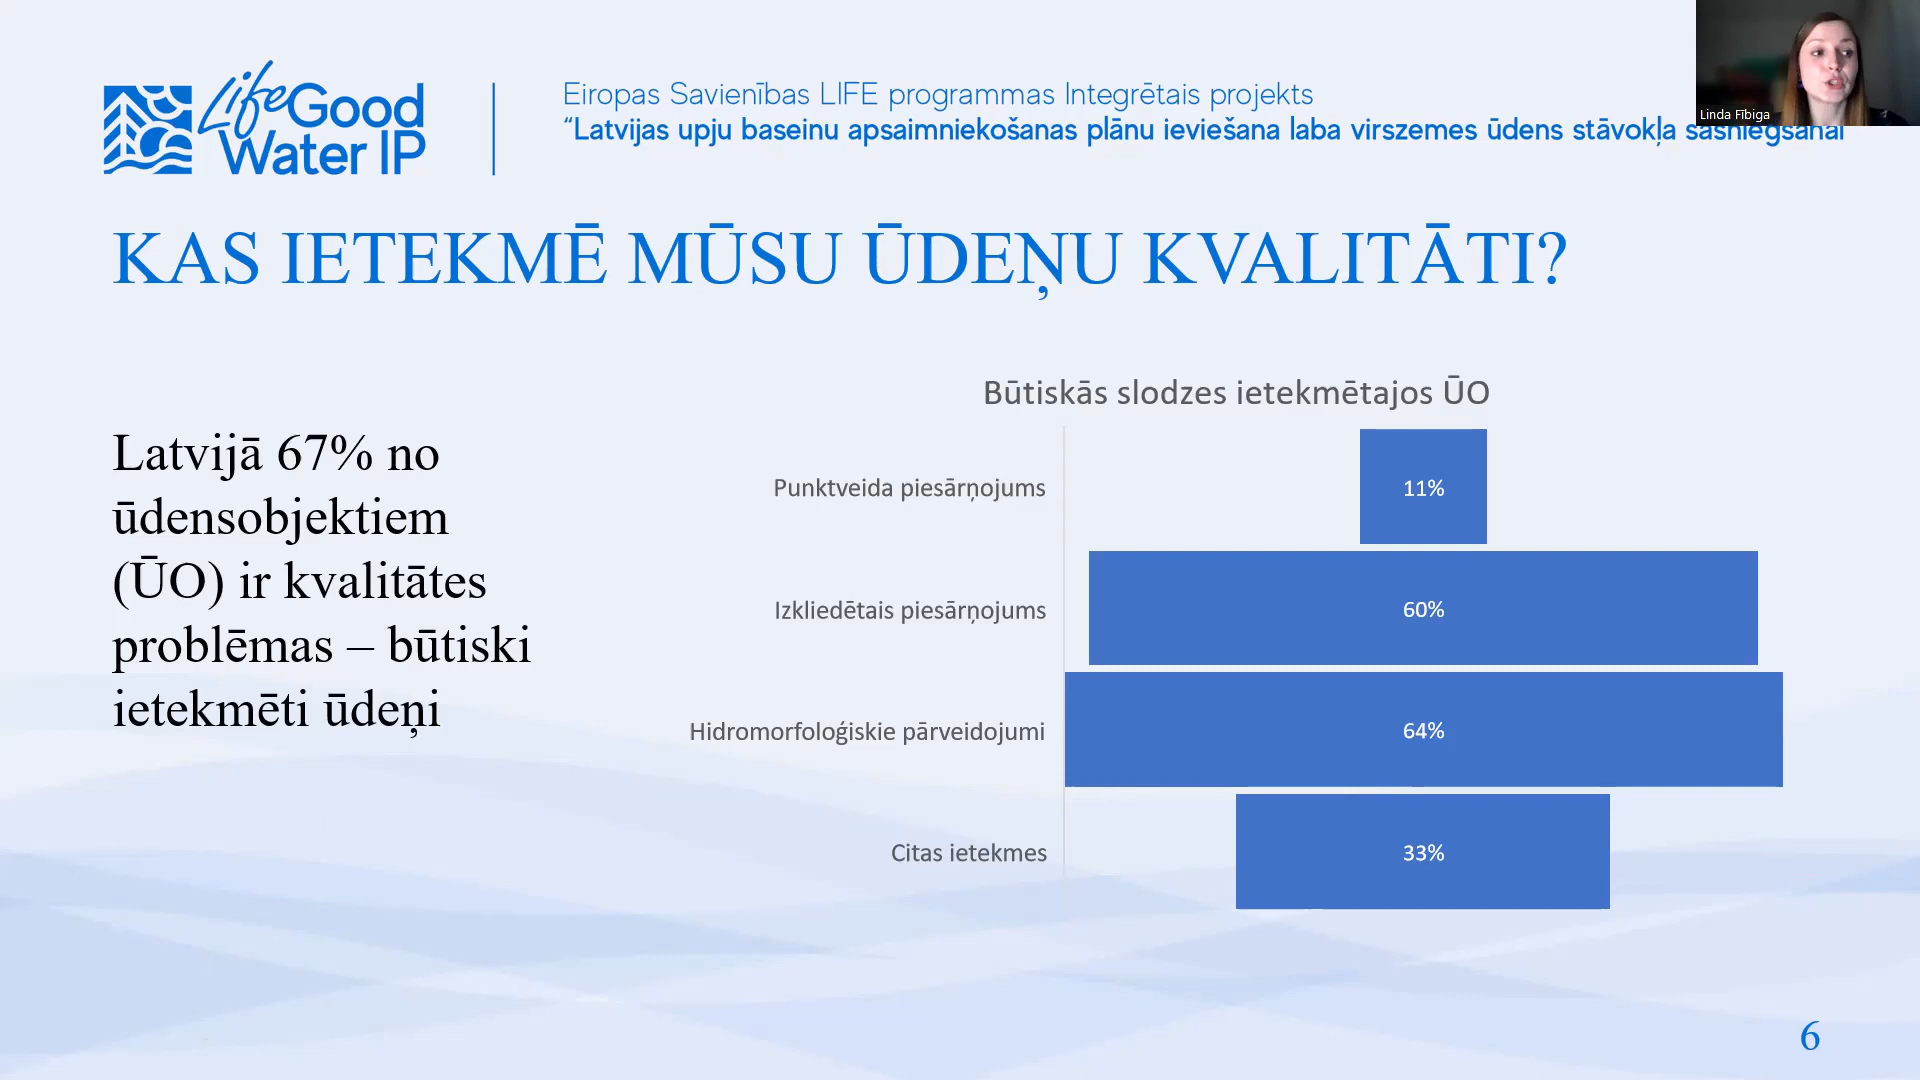 Life Good
Water IP
Eiropas Savienības LIFE programmas Integrētais projekts
“Latvijas upju baseinu apsaimniekošanas plānu ieviešana laba virszemes ūdens stāvokļa sasniegšanai
Linda Fībiga
KAS IETEKMĒ MŪSU ŪDEŅU KVALITĀTI?
Latvijā 67% no
ūdensobjektiem
(ŪO) ir kvalitātes
problēmas – būtiski
ietekmēti ūdeņi
Būtiskās slodzes ietekmētajos ŪO
Punktveida piesārņojums
11%
Izkliedētais piesārņojums
60%
Hidromorfoloģiskie pārveidojumi
64%
Citas ietekmes
33%
6